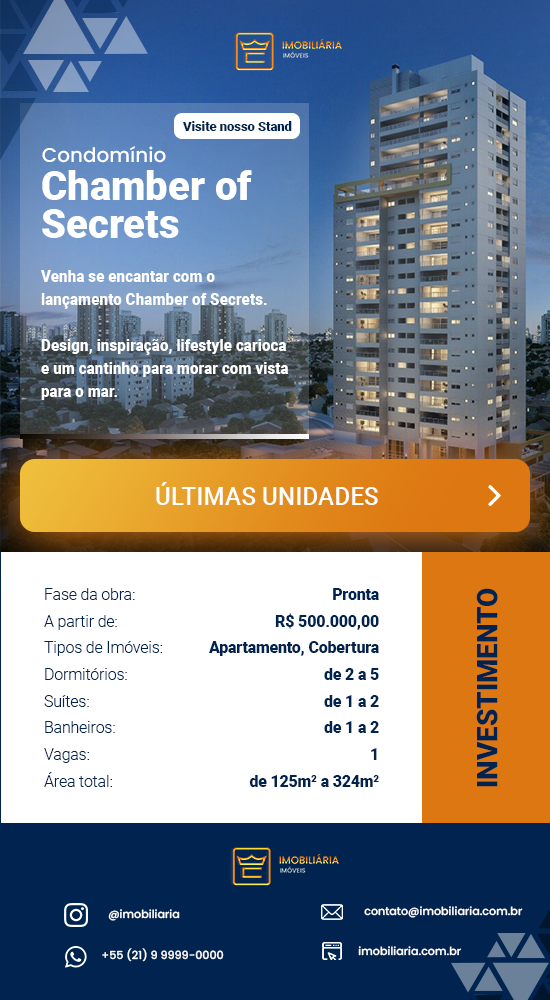 IMOBILIÁRIA
IMÓVEIS
Visite nosso Stand
Condomínio
Chamber of
Secrets
Venha se encantar com o
lançamento Chamber of Secrets.
Design, inspiração, lifestyle carioca
e um cantinho para morar com vista
para o mar.
ÚLTIMAS UNIDADES
Fase da obra: Pronta
A partir de: R$ 500.000,00
Tipos de Imóveis: Apartamento, Cobertura
Dormitórios: de 2 a 5
Suítes: de 1 a 2
Banheiros: de 1 a 2
Vagas: 1
Área total: de 125m² a 324m²
INVESTIMENTO
IMOBILIÁRIA
IMÓVEIS
@imobiliaria
contato@imobiliaria.com.br
+55 (21) 9 9999-0000
imobiliaria.com.br